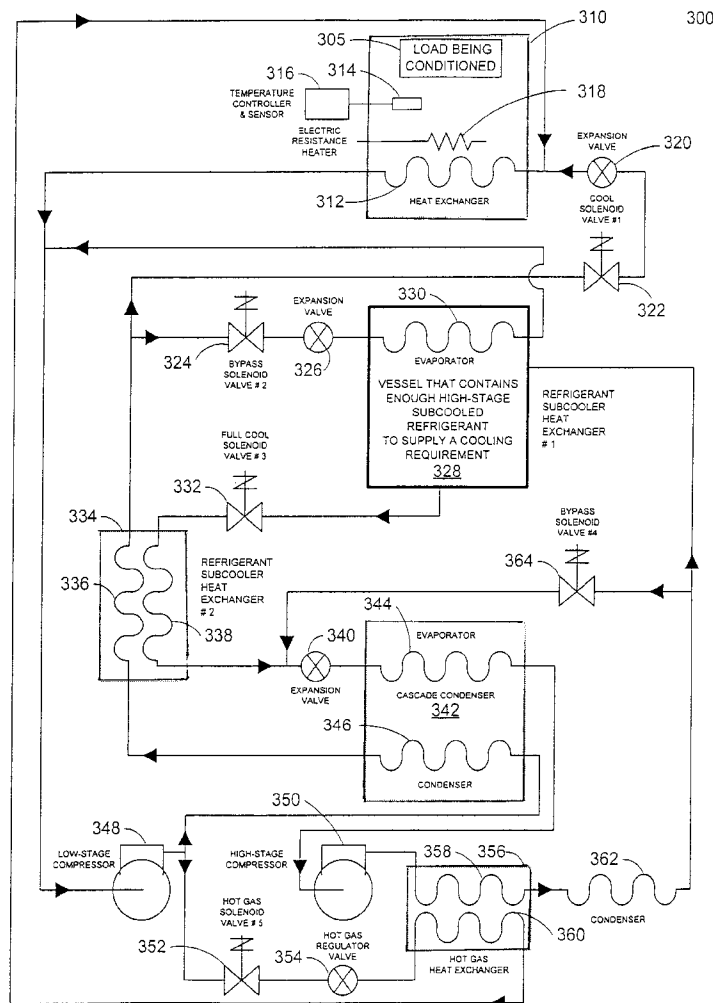 310
300
305
LOAD BEING
CONDITIONED
316
314
TEMPERATURE
CONTROLLER
& SENSOR
318
ELECTRIC
RESISTANCE
HEATER
EXPANSION
VALVE
320
312
HEAT EXCHANGER
COOL
SOLENOID
VALVE #1
322
330
EXPANSION
VALVE
324
326
EVAPORATOR
BYPASS
SOLENOID
VALVE # 2
VESSEL THAT CONTAINS
ENOUGH HIGH-STAGE
SUBCOOLED
REFRIGERANT
TO SUPPLY A COOLING
REQUIREMENT
328
REFRIGERANT
SUBCOOLER
HEAT
EXCHANGER
# 1
FULL COOL
SOLENOID
VALVE # 3
332
334
BYPASS
SOLENOID
VALVE #4
364
336
338
REFRIGERANT
SUBCOOLER
HEAT
EXCHANGER
# 2
344
340
EVAPORATOR
EXPANSION
VALVE
CASCADE CONDENSER
342
346
CONDENSER
348
350
LOW-STAGE
COMPRESSOR
HIGH-STAGE
COMPRESSOR
358
356
362
360
CONDENSER
HOT GAS
SOLENOID
VALVE # 5
352
HOT GAS
REGULATOR
VALVE
354
HOT GAS
HEAT EXCHANGER